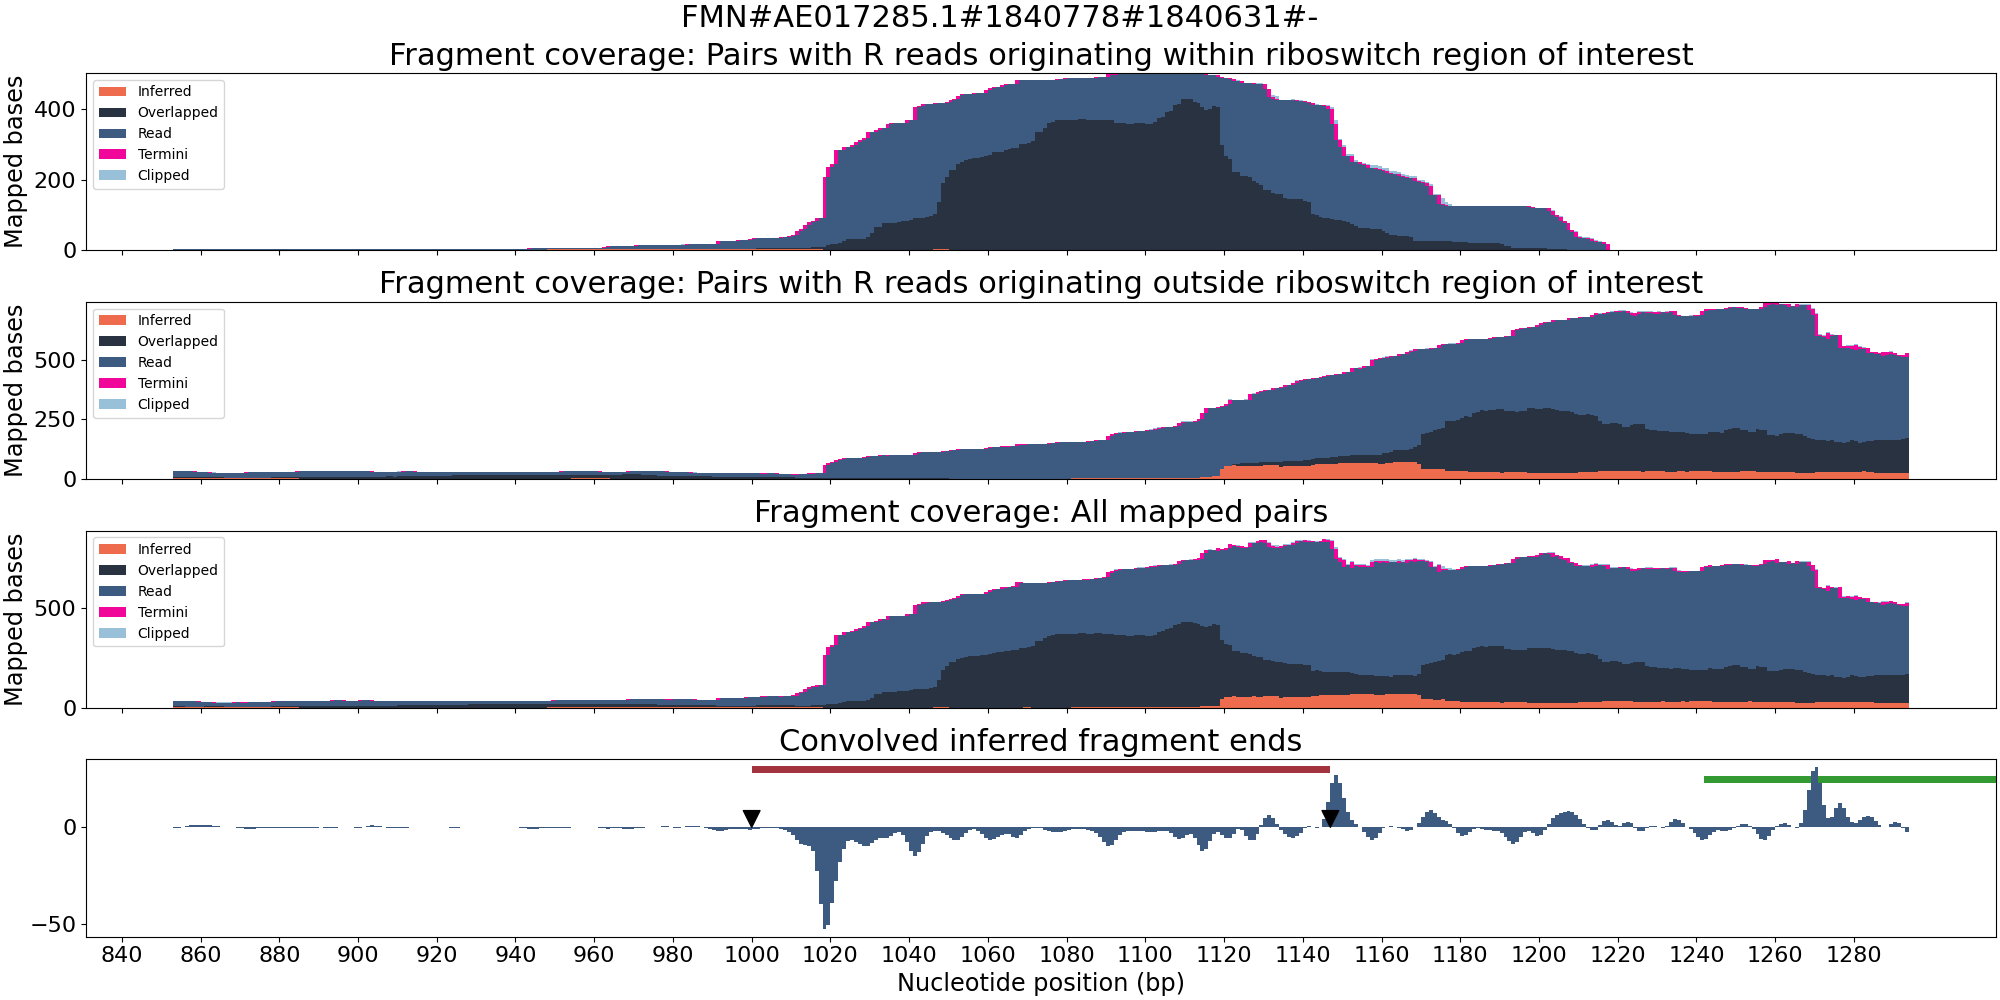 FMN#AE017285.1#1840778#1840631#-
Fragment coverage: Pairs with R reads originating within riboswitch region of interest
Mapped bases
400
200
0
Inferred
Overlapped
Read
Termini
Clipped
Fragment coverage: Pairs with R reads originating outside riboswitch region of interest
Mapped bases
500
250
0
Inferred
Overlapped
Read
Termini
Clipped
Fragment coverage: All mapped pairs
Mapped bases
500
0
Inferred
Overlapped
Read
Termini
Clipped
Convolved inferred fragment ends
0
−50
840 860 880 900 920 940 960 980 1000 1020 1040 1060 1080 1100 1120 1140 1160 1180 1200 1220 1240 1260 1280
Nucleotide position (bp)